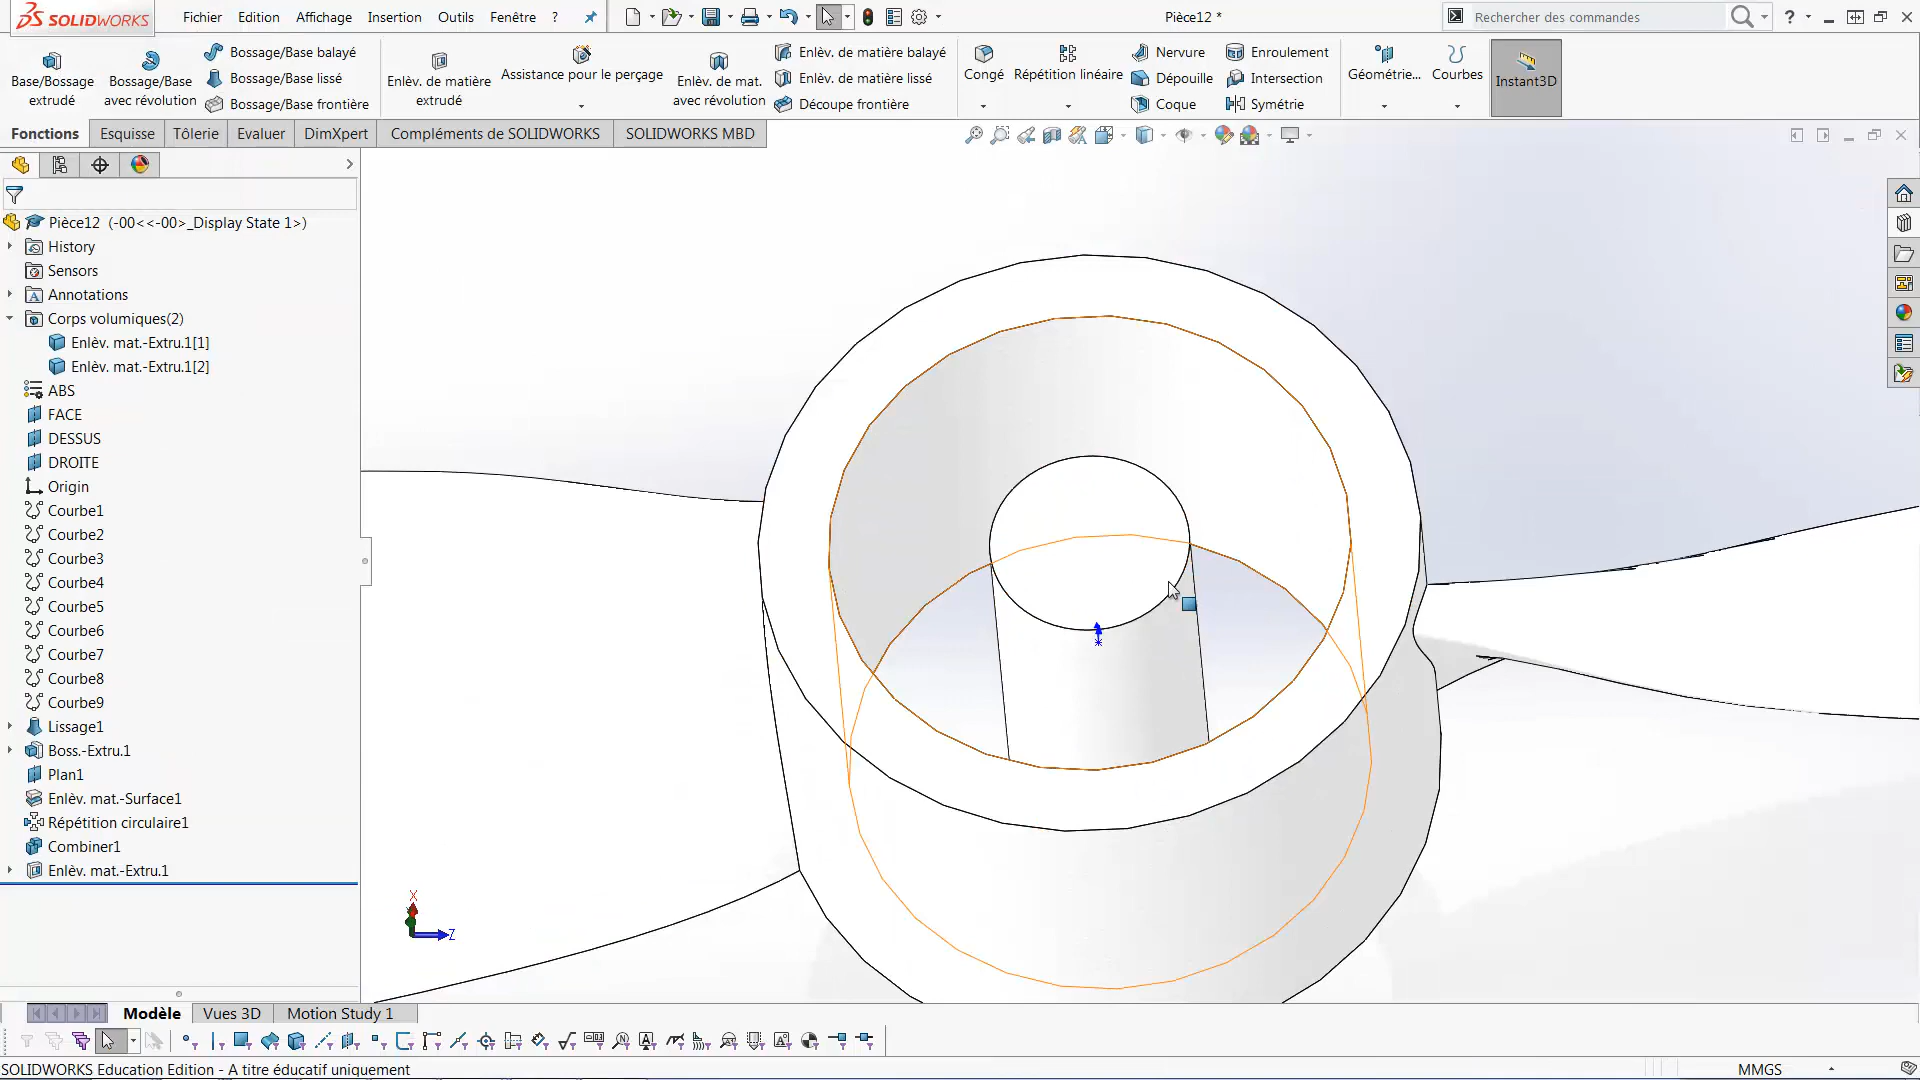 SOLIDWORKS
Fichier Edition Affichage Insertion Outils Fenêtre ?
Pièce12 *
Rechercher des commandes
?
Base/Bossage extrudé
Bossage/Base avec révolution
Bossage/Base balayé
Bossage/Base lissé
Bossage/Base frontière
Enlèv. de matière extrudé
Assistance pour le perçage
Enlèv. de mat. avec révolution
Enlèv. de matière balayé
Enlèv. de matière lissé
Découpe frontière
Congé
Répétition linéaire
Nervure
Dépouille
Coque
Enroulement
Intersection
Symétrie
Géométrie...
Courbes
Instant3D
Fonctions Esquisse Tôlerie Evaluer DimXpert Compléments de SOLIDWORKS SOLIDWORKS MBD
Pièce12 (-00<<-00>_Display State 1>)
History
Sensors
Annotations
Corps volumiques(2)
Enlèv. mat.-Extru.1[1]
Enlèv. mat.-Extru.1[2]
ABS
FACE
DESSUS
DROITE
Origin
Courbe1
Courbe2
Courbe3
Courbe4
Courbe5
Courbe6
Courbe7
Courbe8
Courbe9
Lissage1
Boss.-Extru.1
Plan1
Enlèv. mat.-Surface1
Répétition circulaire1
Combiner1
Enlèv. mat.-Extru.1
X
Z
Modèle Vues 3D Motion Study 1
SOLIDWORKS Education Edition - A titre éducatif uniquement
MMGS